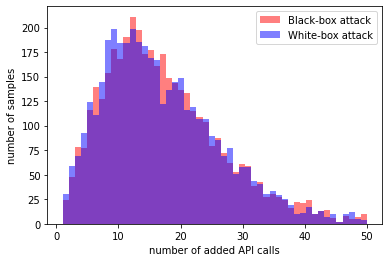 Black-box attack
White-box attack
200
175
150
125
100
75
50
25
0
number of samples
0 10 20 30 40 50
number of added API calls